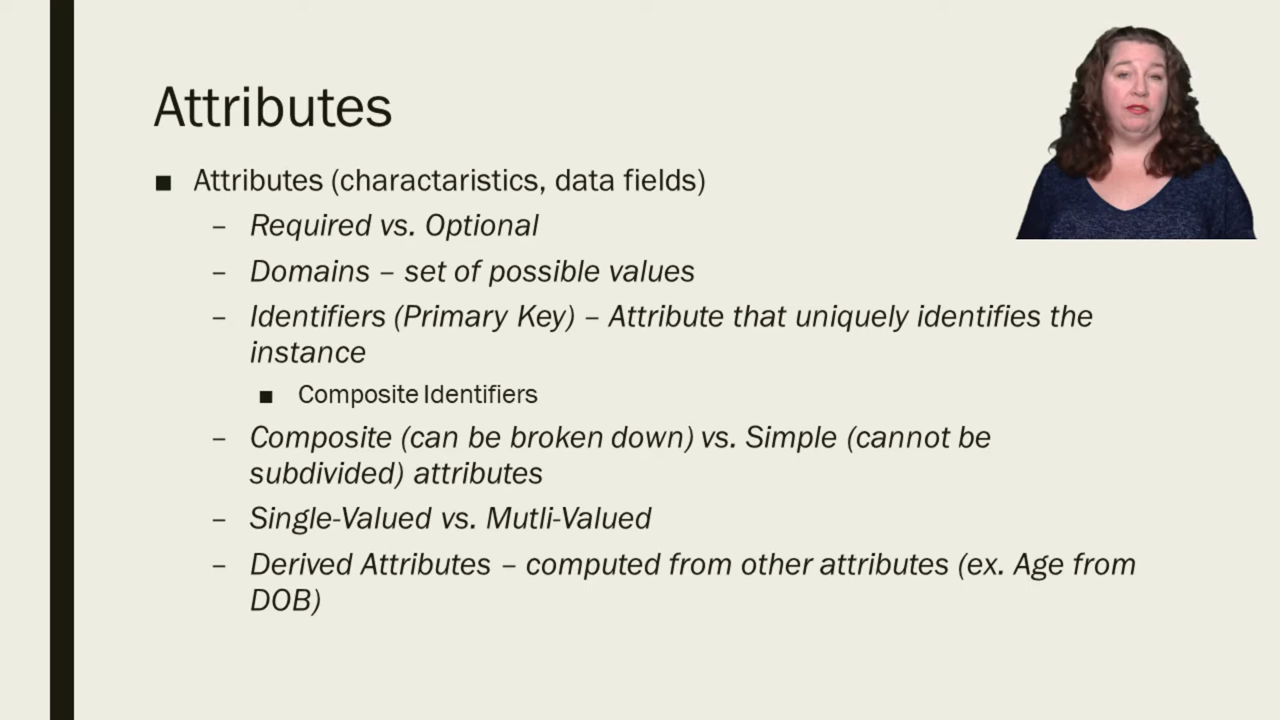 Attributes
■ Attributes (charactaristics, data fields)
– Required vs. Optional
– Domains – set of possible values
– Identifiers (Primary Key) – Attribute that uniquely identifies the
instance
■ Composite Identifiers
– Composite (can be broken down) vs. Simple (cannot be
subdivided) attributes
– Single-Valued vs. Mutli-Valued
– Derived Attributes – computed from other attributes (ex. Age from
DOB)